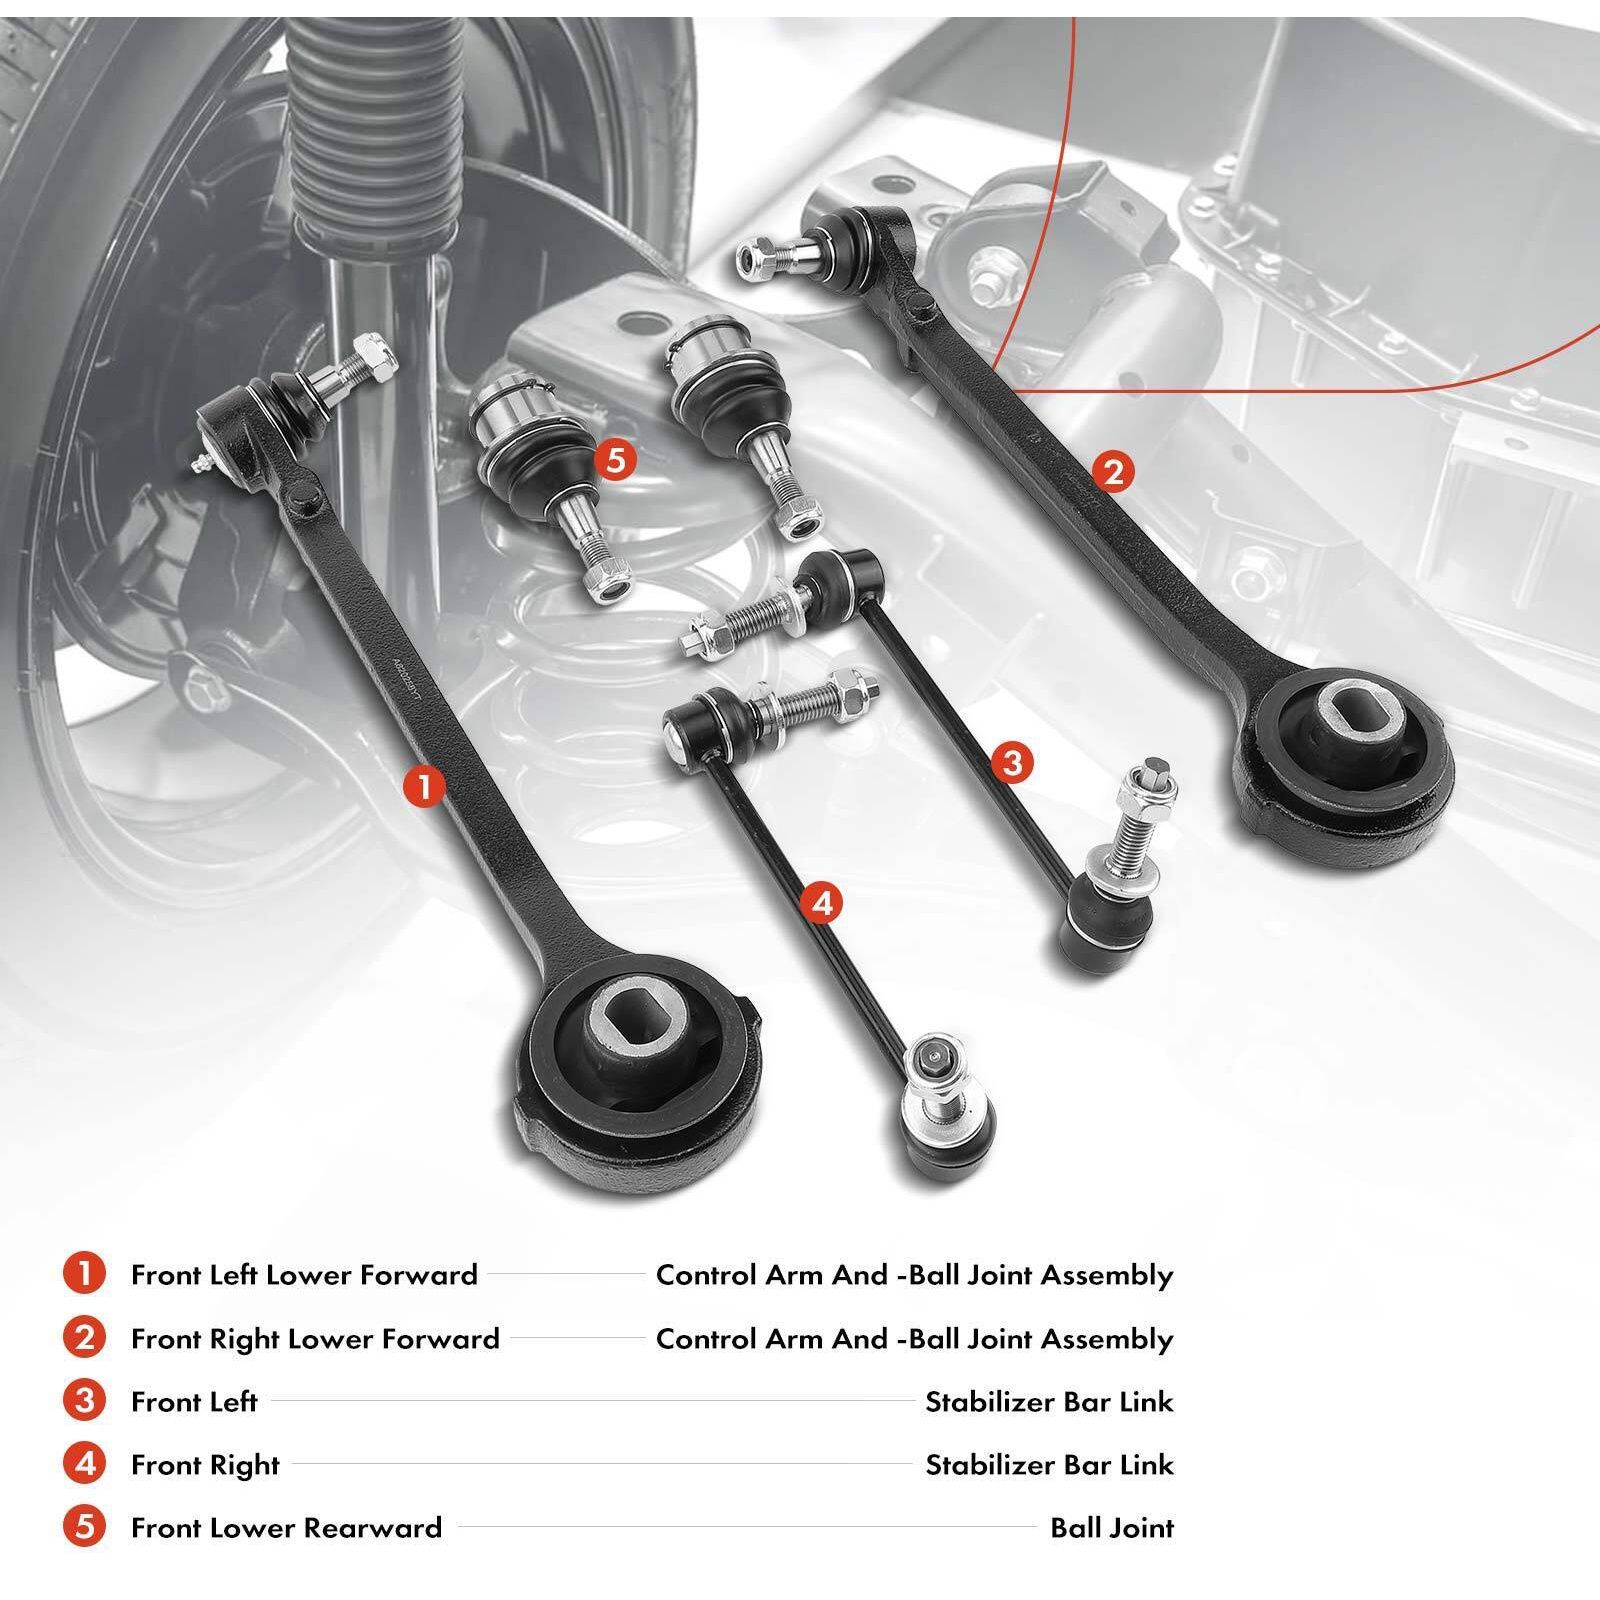 5
2
3
1
4
A82025BYT
1 Front Left Lower Forward Control Arm And -Ball Joint Assembly
2 Front Right Lower Forward Control Arm And -Ball Joint Assembly
3 Front Left Stabilizer Bar Link
4 Front Right Stabilizer Bar Link
5 Front Lower Rearward Ball Joint